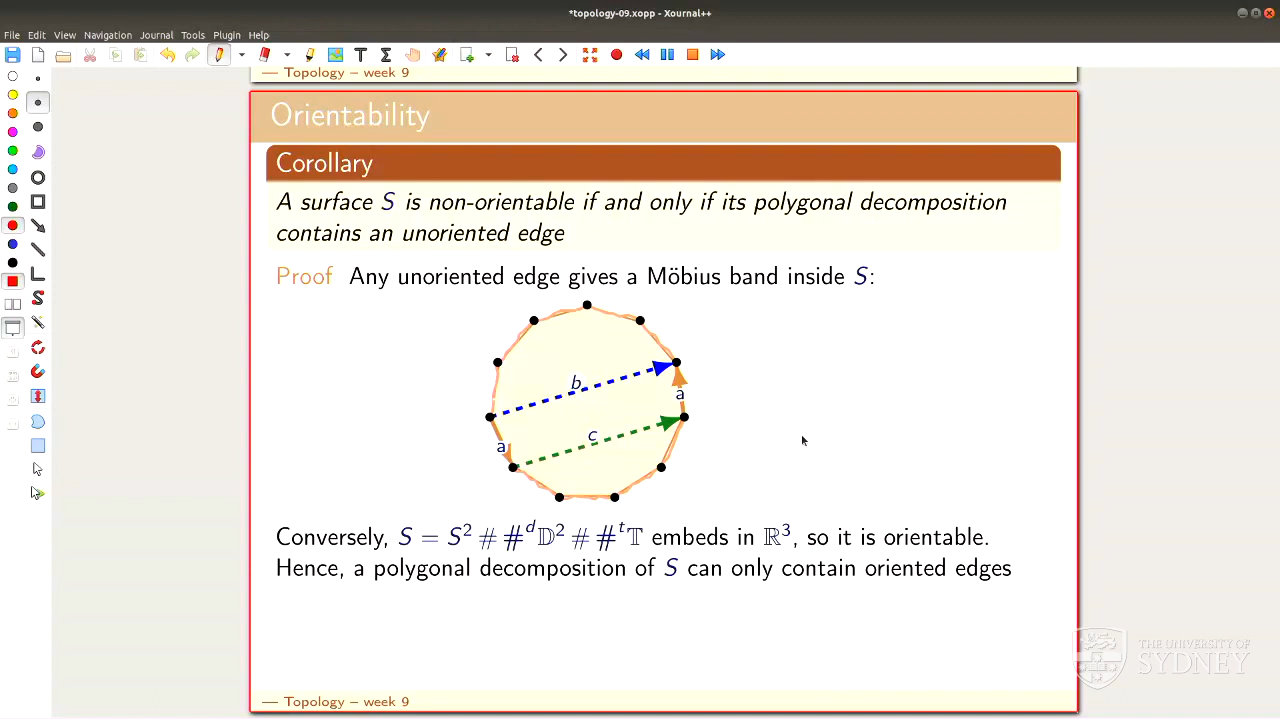 *topology-09.xopp - Xournal++
File Edit View Navigation Journal Tools Plugin Help
— Topology – week 9
Orientability
Corollary
A surface S is non-orientable if and only if its polygonal decomposition
contains an unoriented edge
Proof Any unoriented edge gives a Möbius band inside S:
b
a
c
a
Conversely, S = S² # #ᵈ𝔻² # #ᵗ𝕋 embeds in ℝ³, so it is orientable.
Hence, a polygonal decomposition of S can only contain oriented edges
THE UNIVERSITY OF
SYDNEY
— Topology – week 9